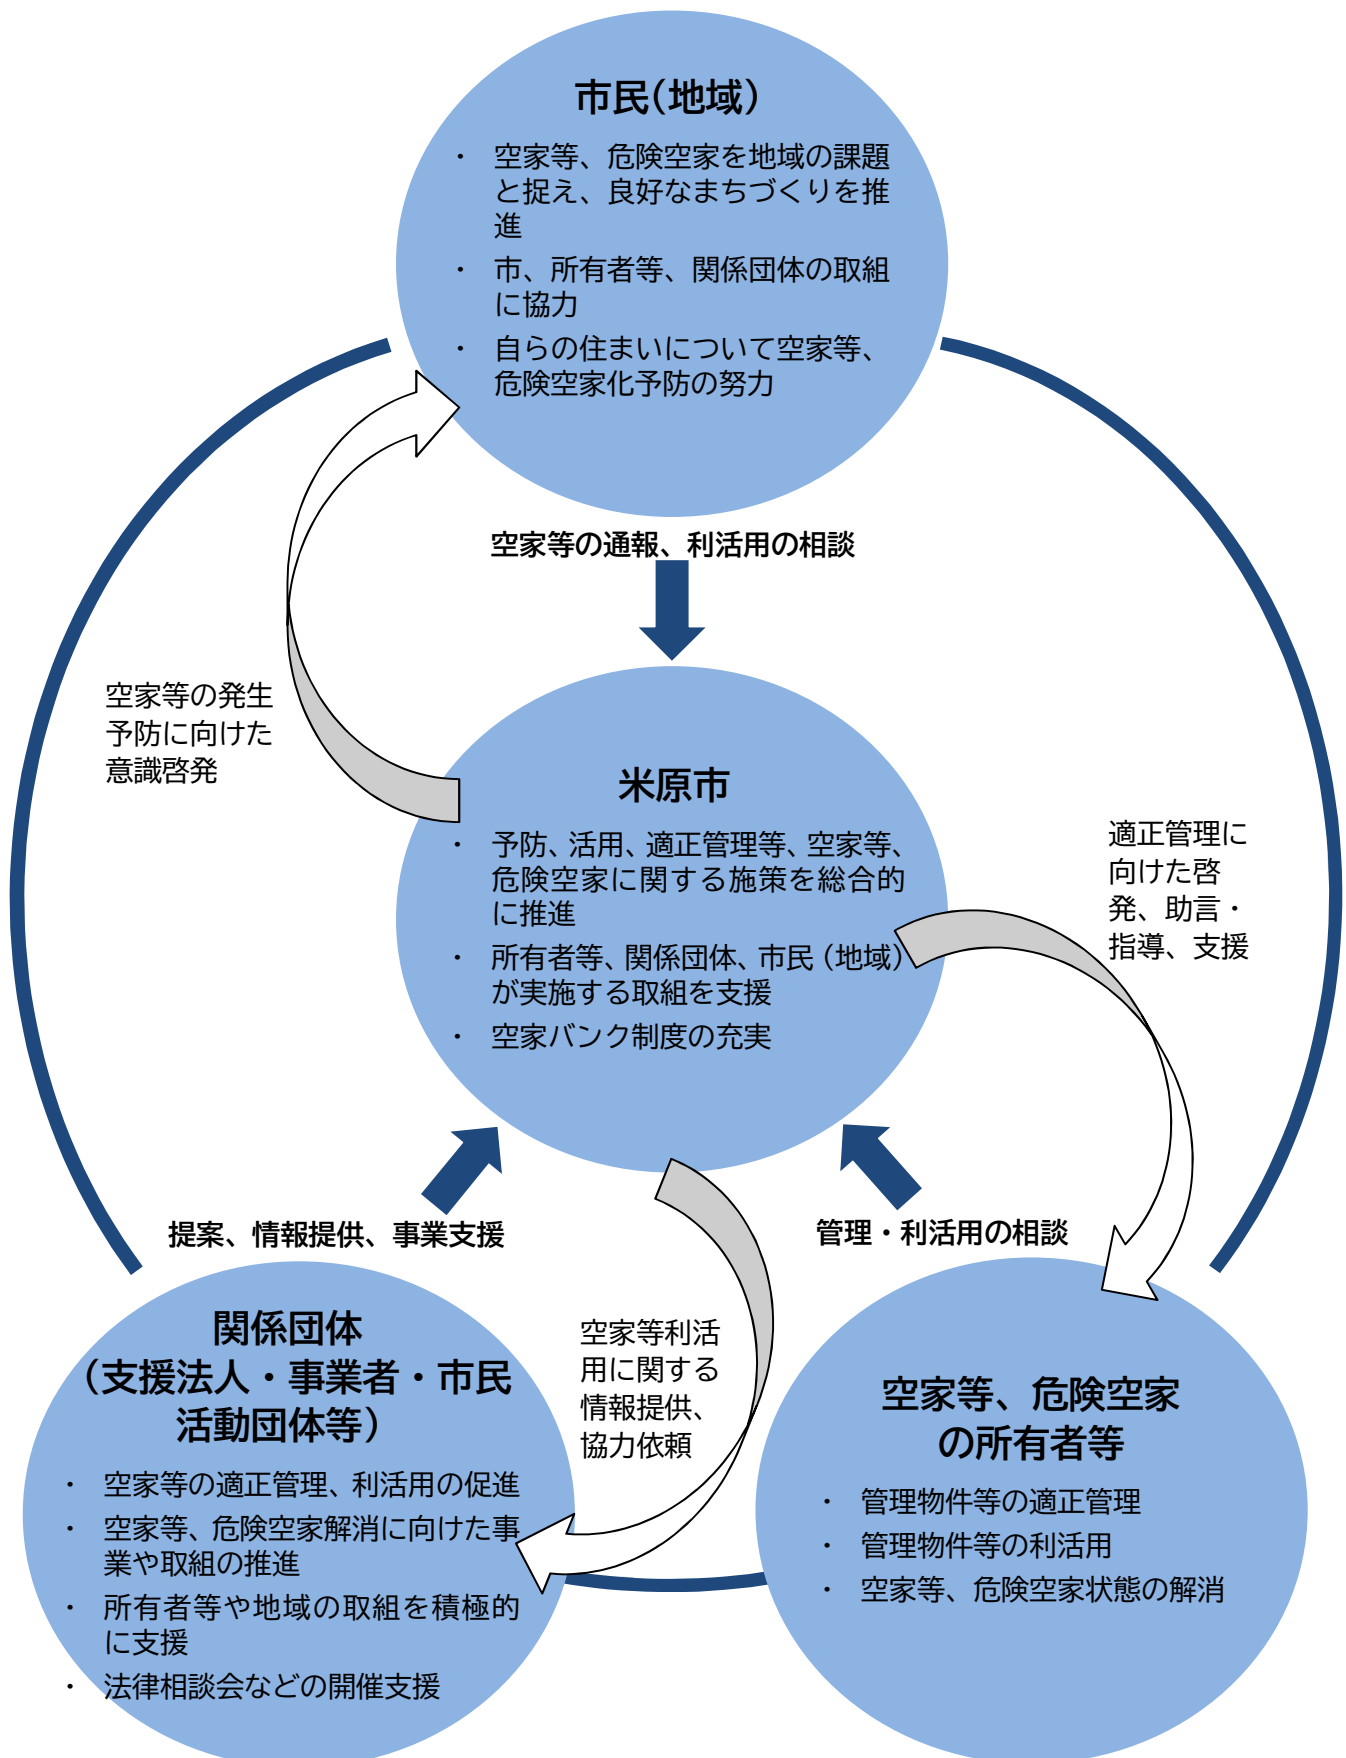 市民（地域）
・ 空家等、危険空家を地域の課題
と捉え、良好なまちづくりを推
進
・ 市、所有者等、関係団体の取組
に協力
・ 自らの住まいについて空家等、
危険空家化予防の努力
空家等の通報、利活用の相談
空家等の発生
予防に向けた
意識啓発
米原市
・ 予防、活用、適正管理等、空家等、
危険空家に関する施策を総合的
に推進
・ 所有者等、関係団体、市民（地域）
が実施する取組を支援
・ 空家バンク制度の充実
適正管理に
向けた啓
発、助言・
指導、支援
提案、情報提供、事業支援
管理・利活用の相談
空家等利活
用に関する
情報提供、
協力依頼
関係団体
（支援法人・事業者・市民
活動団体等）
・ 空家等の適正管理、利活用の促進
・ 空家等、危険空家解消に向けた事
業や取組の推進
・ 所有者等や地域の取組を積極的
に支援
・ 法律相談会などの開催支援
空家等、危険空家
の所有者等
・ 管理物件等の適正管理
・ 管理物件等の利活用
・ 空家等、危険空家状態の解消